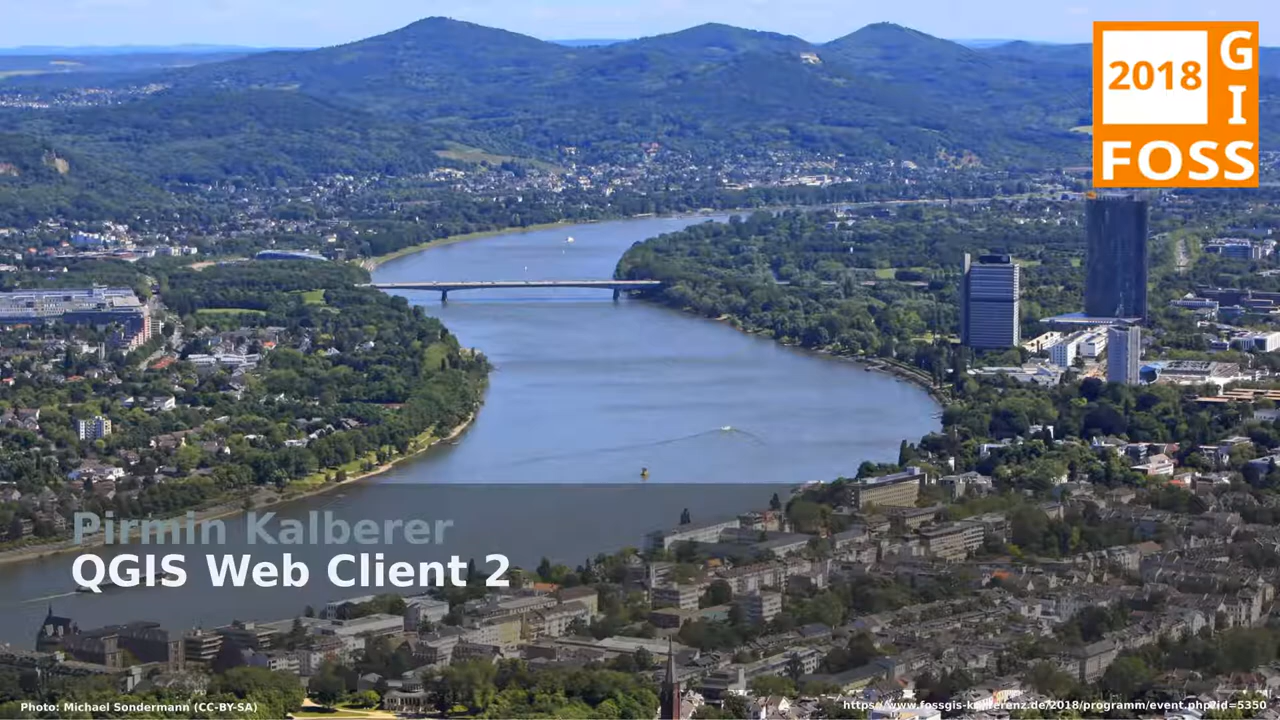 2018
G
I
FOSS
Pirmin Kalberer
QGIS Web Client 2
Photo: Michael Sondermann (CC-BY-SA)
https://www.fossgis-konferenz.de/2018/programm/event.php?id=5350